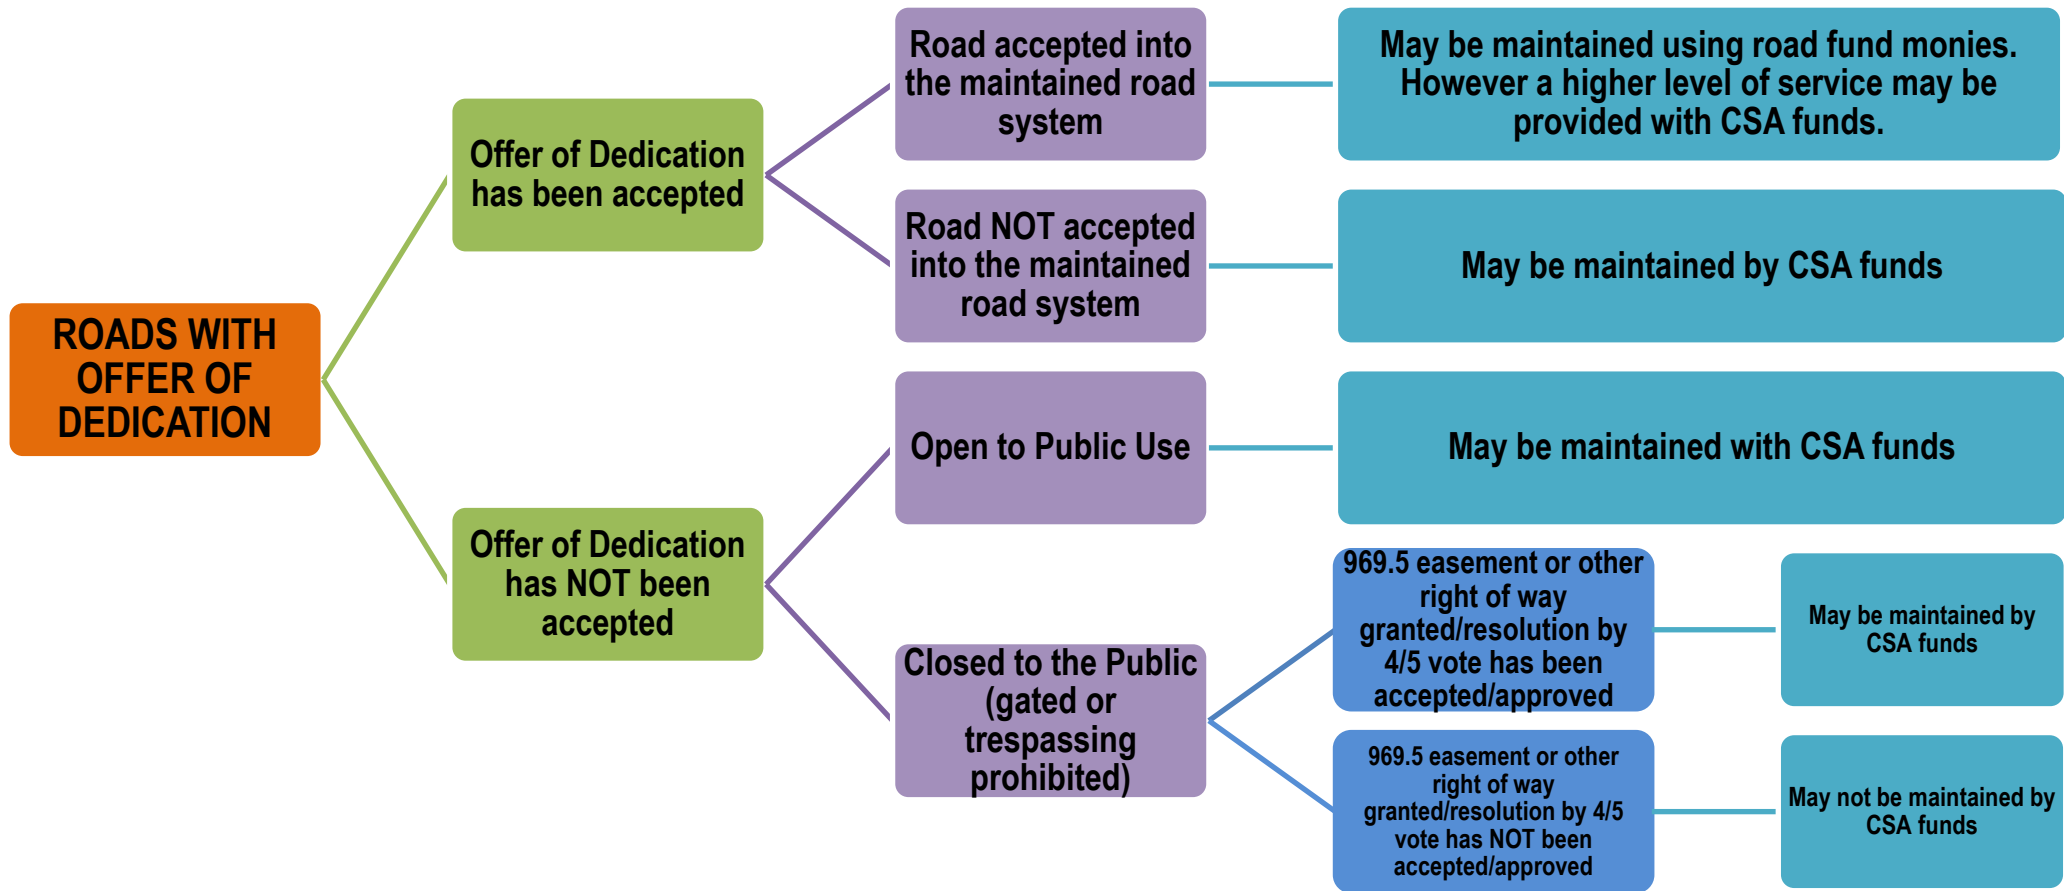 ROADS WITH
OFFER OF
DEDICATION
Offer of Dedication
has been accepted
Road accepted into
the maintained road
system
May be maintained using road fund monies.
However a higher level of service may be
provided with CSA funds.
Road NOT accepted
into the maintained
road system
May be maintained by CSA funds
Offer of Dedication
has NOT been
accepted
Open to Public Use
May be maintained with CSA funds
Closed to the Public
(gated or
trespassing
prohibited)
969.5 easement or other
right of way
granted/resolution by
4/5 vote has been
accepted/approved
May be maintained by
CSA funds
969.5 easement or other
right of way
granted/resolution by 4/5
vote has NOT been
accepted/approved
May not be maintained by
CSA funds